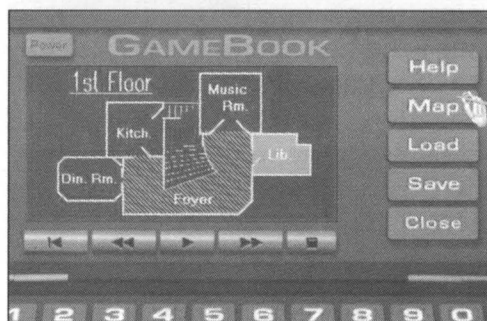 Power
GAMEBOOK
1st Floor
Music
Rm.
Kitch.
Lib.
Din. Rm.
Foyer
Help
Map
Load
Save
Close
1 2 3 4 5 6 7 8 9 0